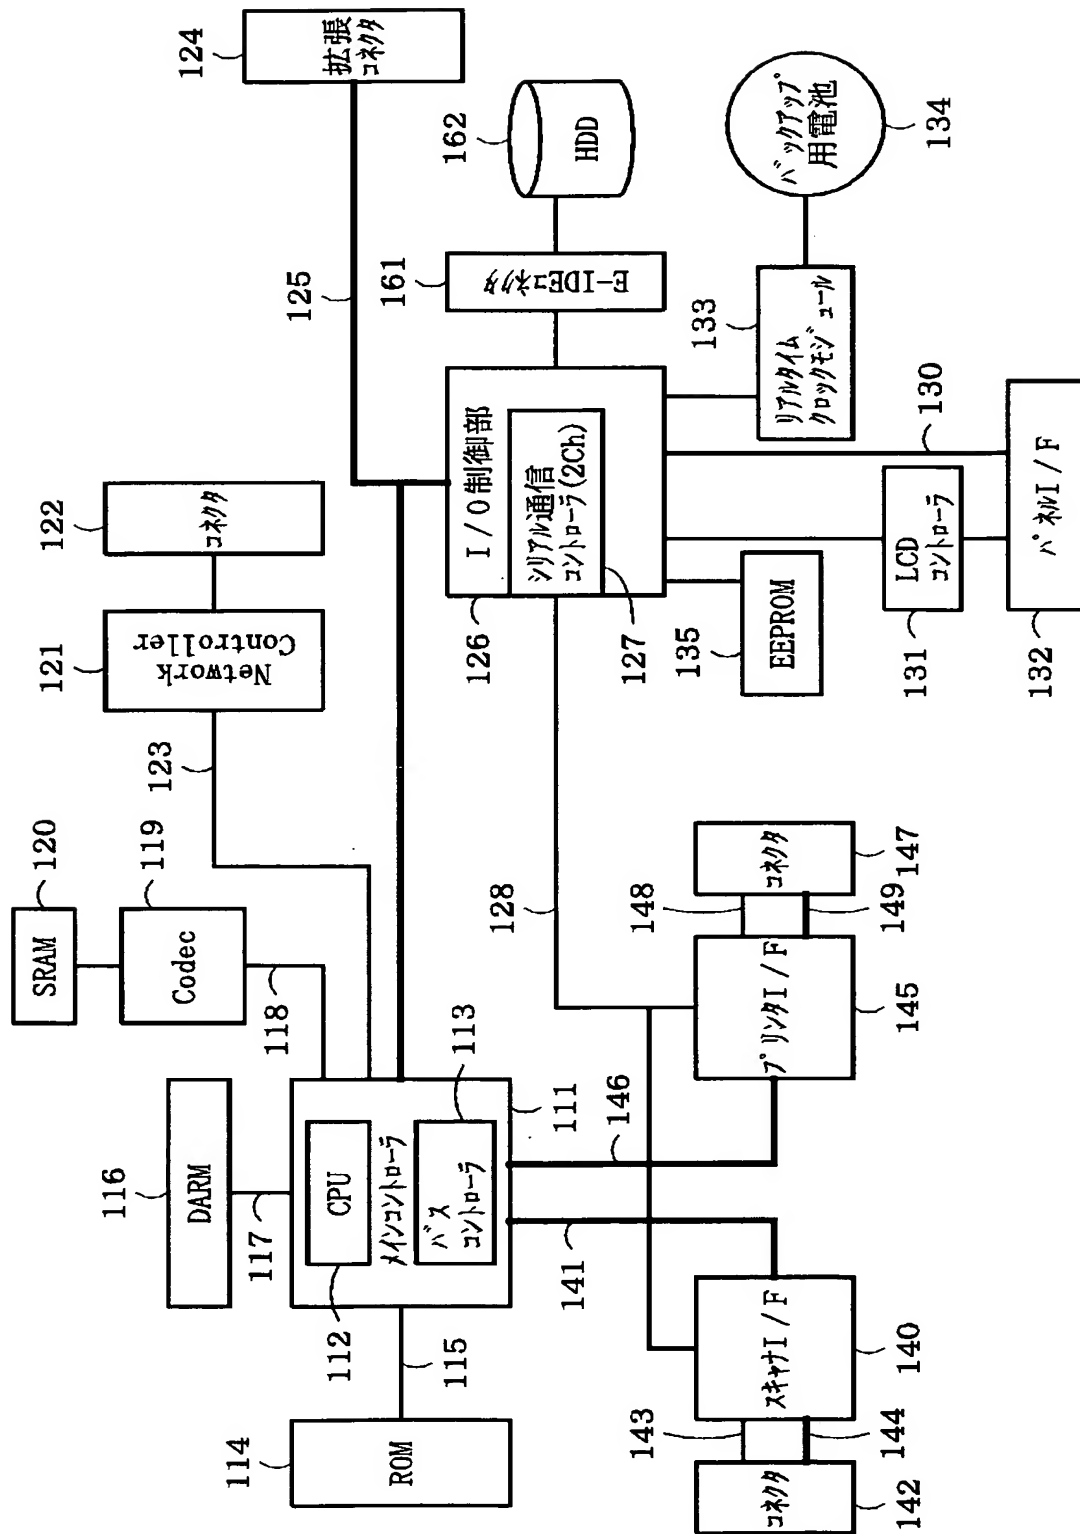 124
拡張
コネクタ
162
HDD
バックアップ
用電池
134
125
161
E-IDEコネクタ
133
リアルタイム
クロックモジュール
130
122
コネクタ
121
Network
Controller
123
I/O制御部
シリアル通信
コントローラ(2Ch)
126
127
135
EEPROM
131
LCD
コントローラ
132
パネルI/F
120
SRAM
119
Codec
118
128
116
DARM
117
CPU
メインコントローラ
バス
コントローラ
112
113
111
115
114
ROM
141
146
148
コネクタ
147
149
プリンタI/F
145
スキャナI/F
140
143
144
コネクタ
142